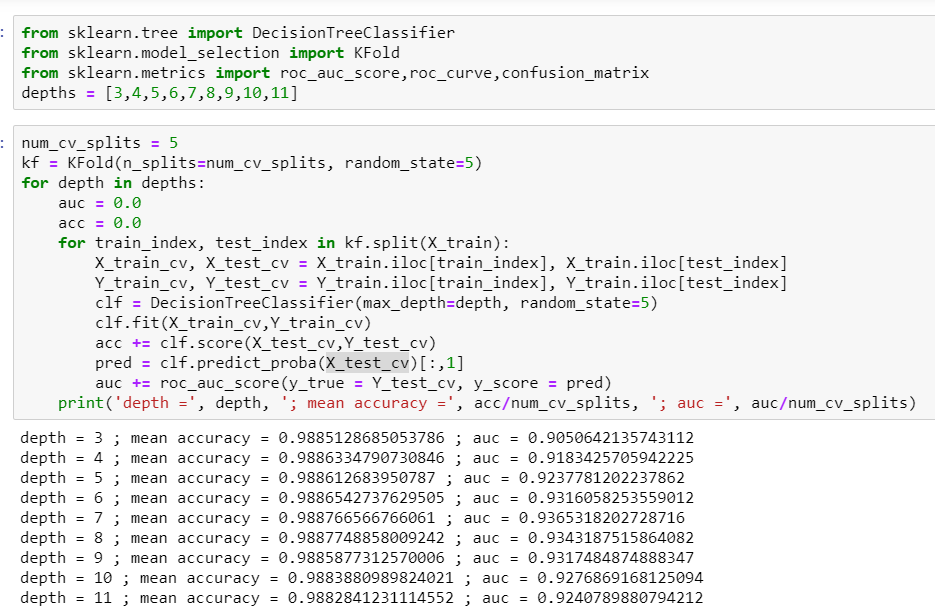 from sklearn.tree import DecisionTreeClassifier
from sklearn.model_selection import KFold
from sklearn.metrics import roc_auc_score,roc_curve,confusion_matrix
depths = [3,4,5,6,7,8,9,10,11]
num_cv_splits = 5
kf = KFold(n_splits=num_cv_splits, random_state=5)
for depth in depths:
    auc = 0.0
    acc = 0.0
    for train_index, test_index in kf.split(X_train):
        X_train_cv, X_test_cv = X_train.iloc[train_index], X_train.iloc[test_index]
        Y_train_cv, Y_test_cv = Y_train.iloc[train_index], Y_train.iloc[test_index]
        clf = DecisionTreeClassifier(max_depth=depth, random_state=5)
        clf.fit(X_train_cv,Y_train_cv)
        acc += clf.score(X_test_cv,Y_test_cv)
        pred = clf.predict_proba(X_test_cv)[:,1]
        auc += roc_auc_score(y_true = Y_test_cv, y_score = pred)
    print('depth =', depth, '; mean accuracy =', acc/num_cv_splits, '; auc =', auc/num_cv_splits)
depth = 3 ; mean accuracy = 0.9885128685053786 ; auc = 0.9050642135743112
depth = 4 ; mean accuracy = 0.9886334790730846 ; auc = 0.9183425705942225
depth = 5 ; mean accuracy = 0.988612683950787 ; auc = 0.9237781202237862
depth = 6 ; mean accuracy = 0.9886542737629505 ; auc = 0.9316058253559012
depth = 7 ; mean accuracy = 0.988766566766061 ; auc = 0.9365318202728716
depth = 8 ; mean accuracy = 0.9887748858009242 ; auc = 0.9343187515864082
depth = 9 ; mean accuracy = 0.9885877312570006 ; auc = 0.9317484874888347
depth = 10 ; mean accuracy = 0.9883880989824021 ; auc = 0.9276869168125094
depth = 11 ; mean accuracy = 0.9882841231114552 ; auc = 0.9240789880794212